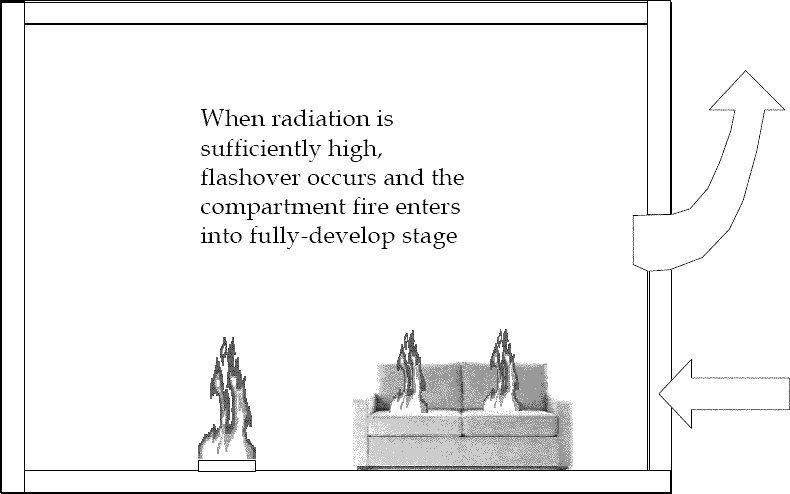 When radiation is
sufficiently high,
flashover occurs and the
compartment fire enters
into fully-develop stage